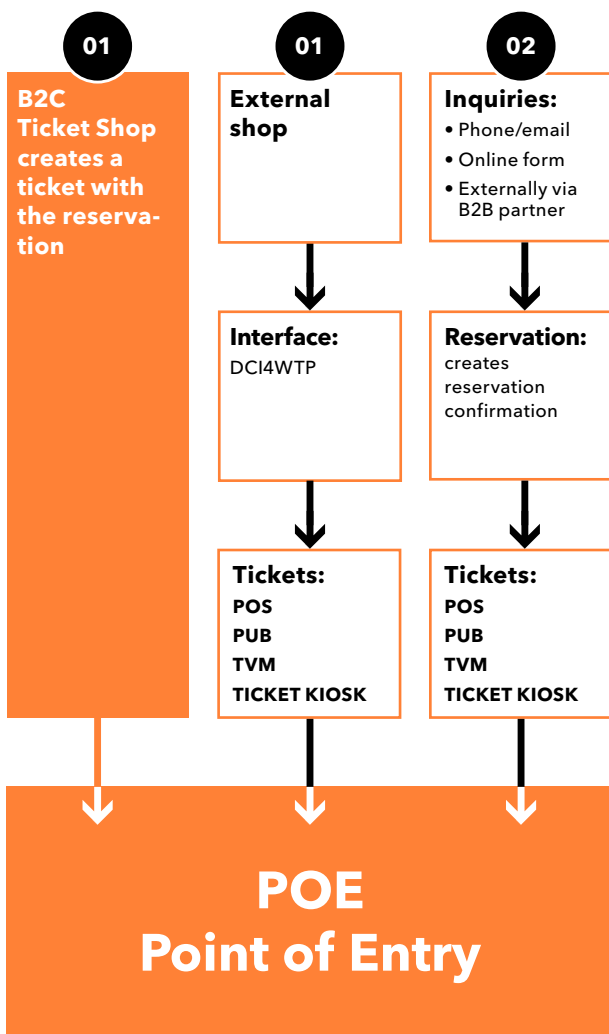 01
B2C
Ticket Shop
creates a
ticket with
the reserva-
tion
01
External
shop
Interface:
DCI4WTP
Tickets:
POS
PUB
TVM
TICKET KIOSK
02
Inquiries:
• Phone/email
• Online form
• Externally via
B2B partner
Reservation:
creates
reservation
confirmation
Tickets:
POS
PUB
TVM
TICKET KIOSK
POE
Point of Entry